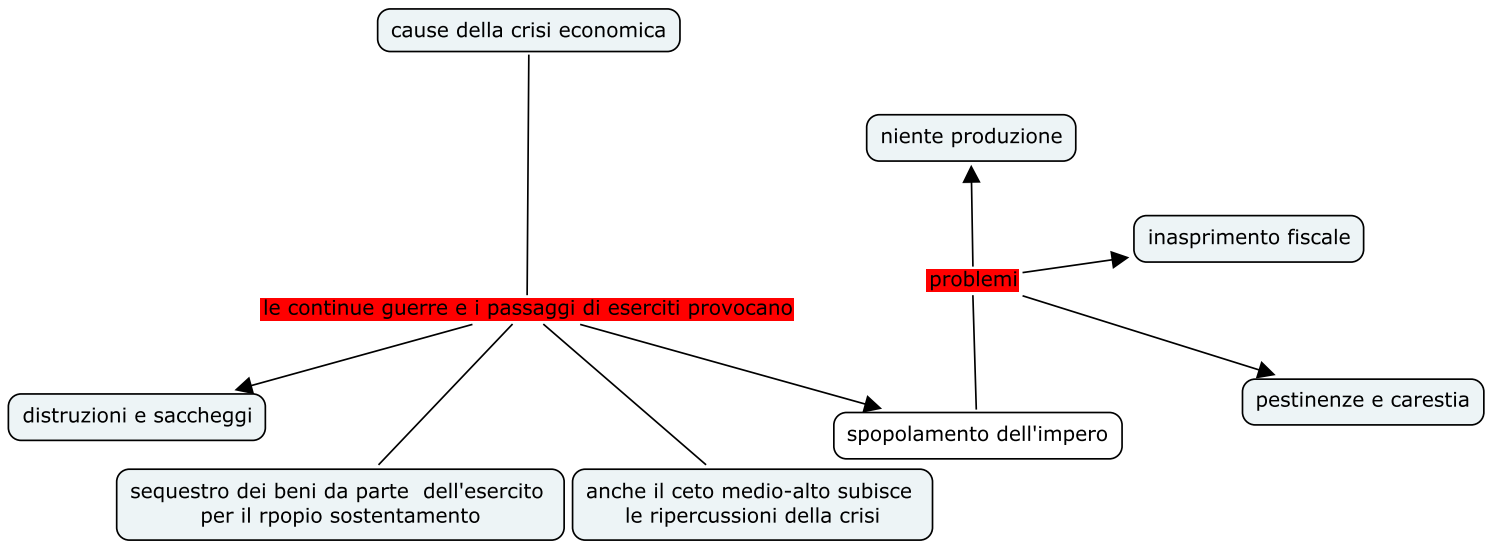 cause della crisi economica
niente produzione
inasprimento fiscale
problemi
le continue guerre e i passaggi di eserciti provocano
pestinenze e carestia
distruzioni e saccheggi
spopolamento dell'impero
sequestro dei beni da parte  dell'esercito
per il rpopio sostentamento
anche il ceto medio-alto subisce
le ripercussioni della crisi